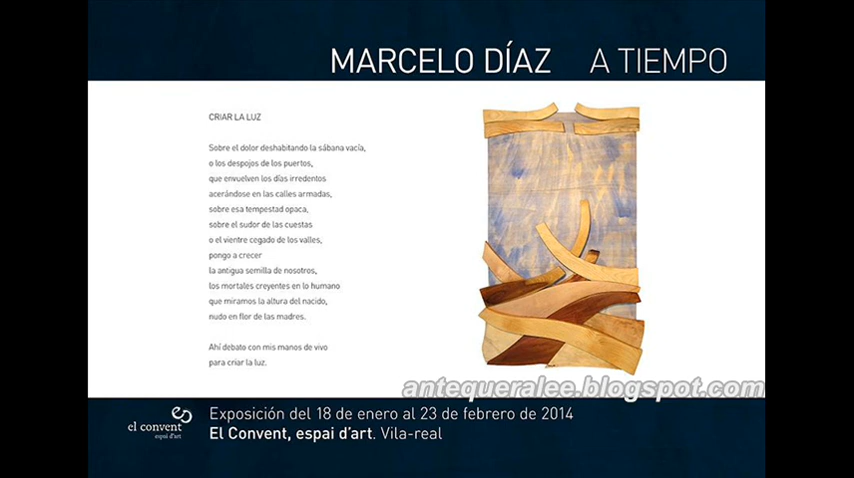 MARCELO DÍAZ A TIEMPO
CRIAR LA LUZ
Sobre el dolor deshabitando la sábana vacía,
o los despojos de los puertos,
que envuelven los días irredentos
acerándose en las calles armadas,
sobre esa tempestad opaca,
sobre el sudor de las cuestas
o el vientre cegado de los valles,
pongo a crecer
la antigua semilla de nosotros,
los mortales creyentes en lo humano
que miramos la altura del nacido,
nudo en flor de las madres.
Ahí debato con mis manos de vivo
para criar la luz.
antequeralee.blogspot.com
el convent
espai d'art
Exposición del 18 de enero al 23 de febrero de 2014
El Convent, espai d'art. Vila-real